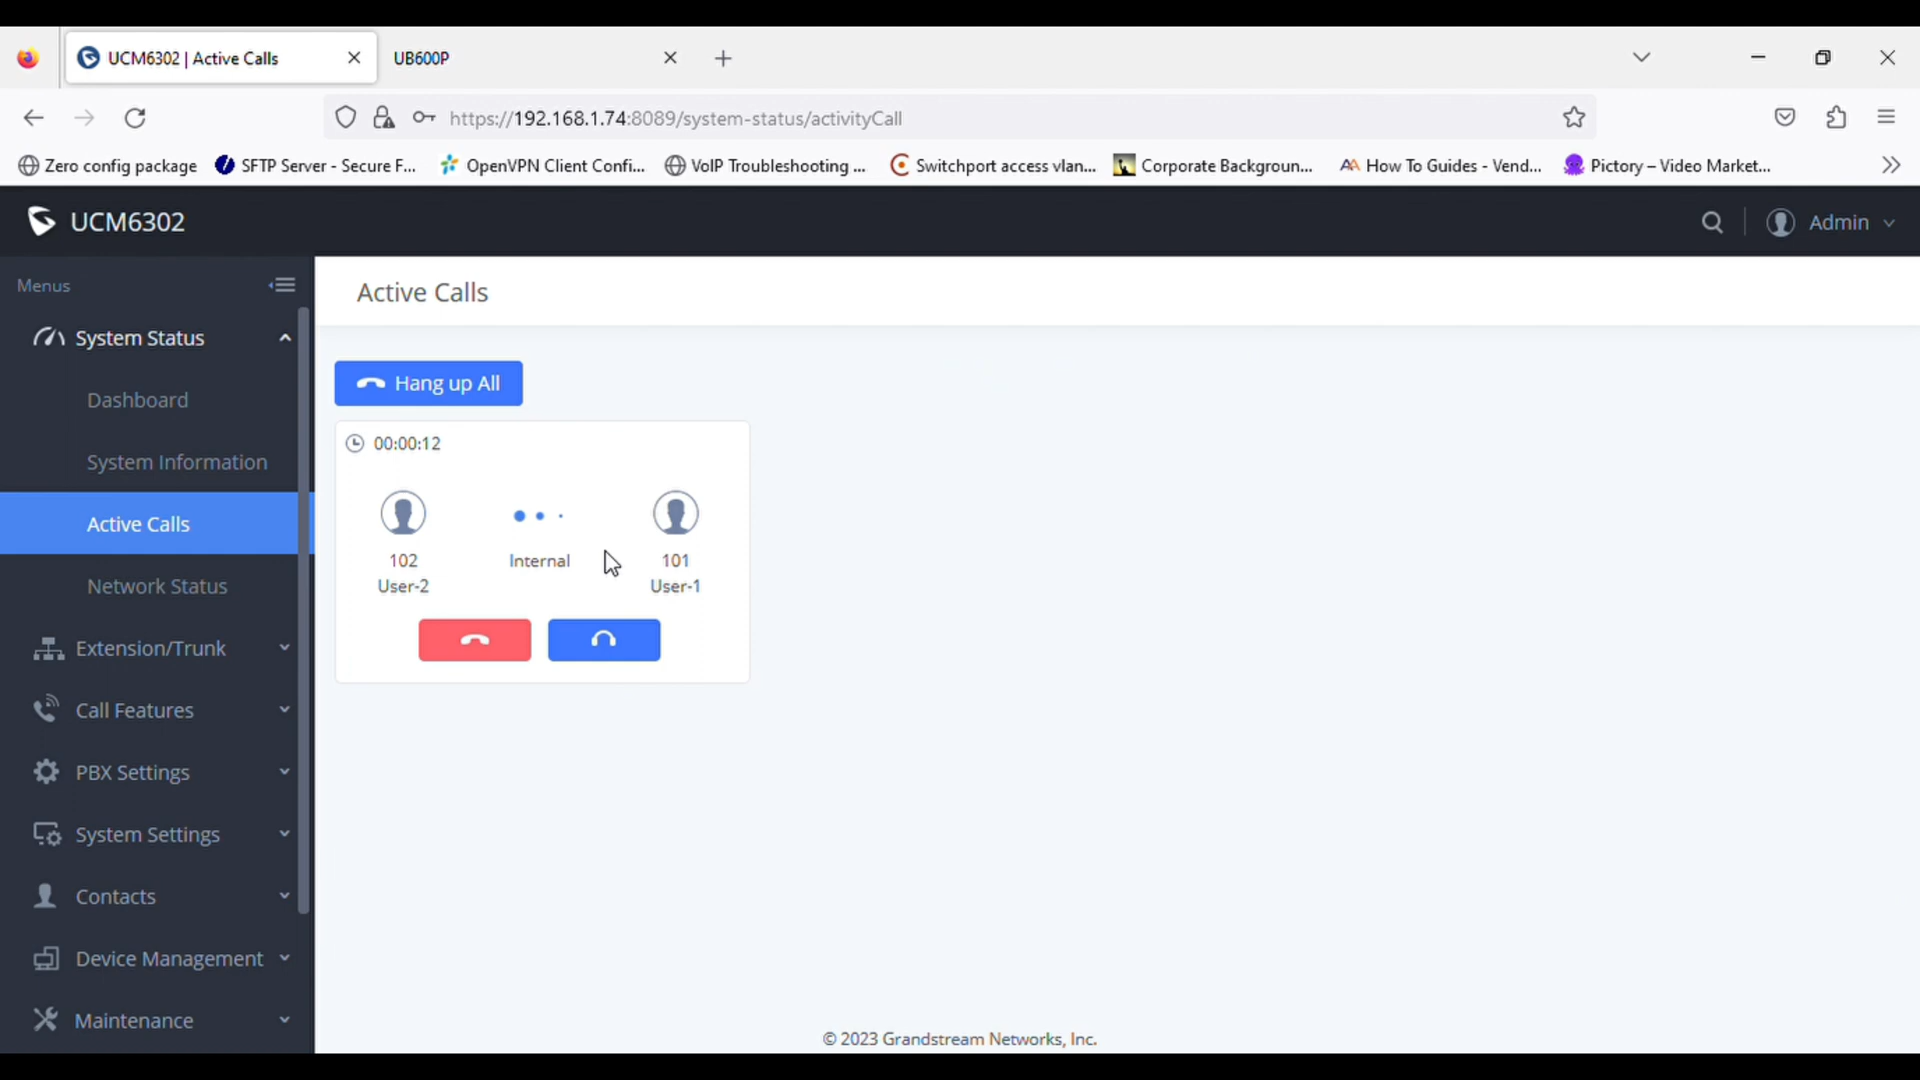 UCM6302 | Active Calls
UB600P
https://192.168.1.74:8089/system-status/activityCall
Zero config package
SFTP Server - Secure F...
OpenVPN Client Confi...
VoIP Troubleshooting ...
Switchport access vlan...
Corporate Backgroun...
How To Guides - Vend...
Pictory – Video Market...
UCM6302
Admin
Menus
Active Calls
System Status
Dashboard
System Information
Active Calls
Network Status
Extension/Trunk
Call Features
PBX Settings
System Settings
Contacts
Device Management
Maintenance
Hang up All
00:00:12
102 Internal 101
User-2 User-1
© 2023 Grandstream Networks, Inc.